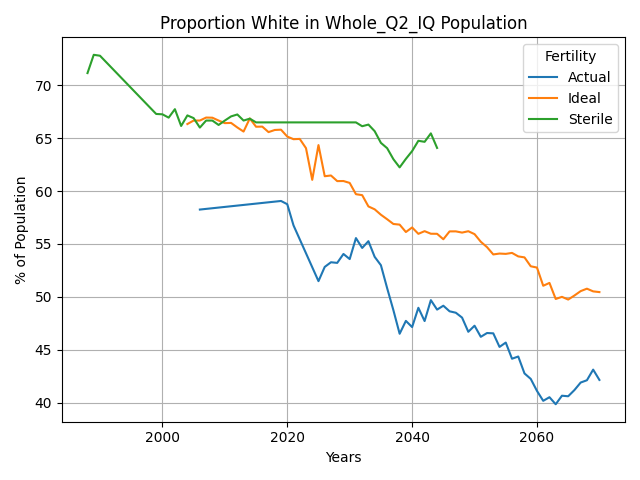 Proportion White in Whole_Q2_IQ Population
Fertility
Actual
Ideal
Sterile
% of Population
70
65
60
55
50
45
40
2000
2020
2040
2060
Years